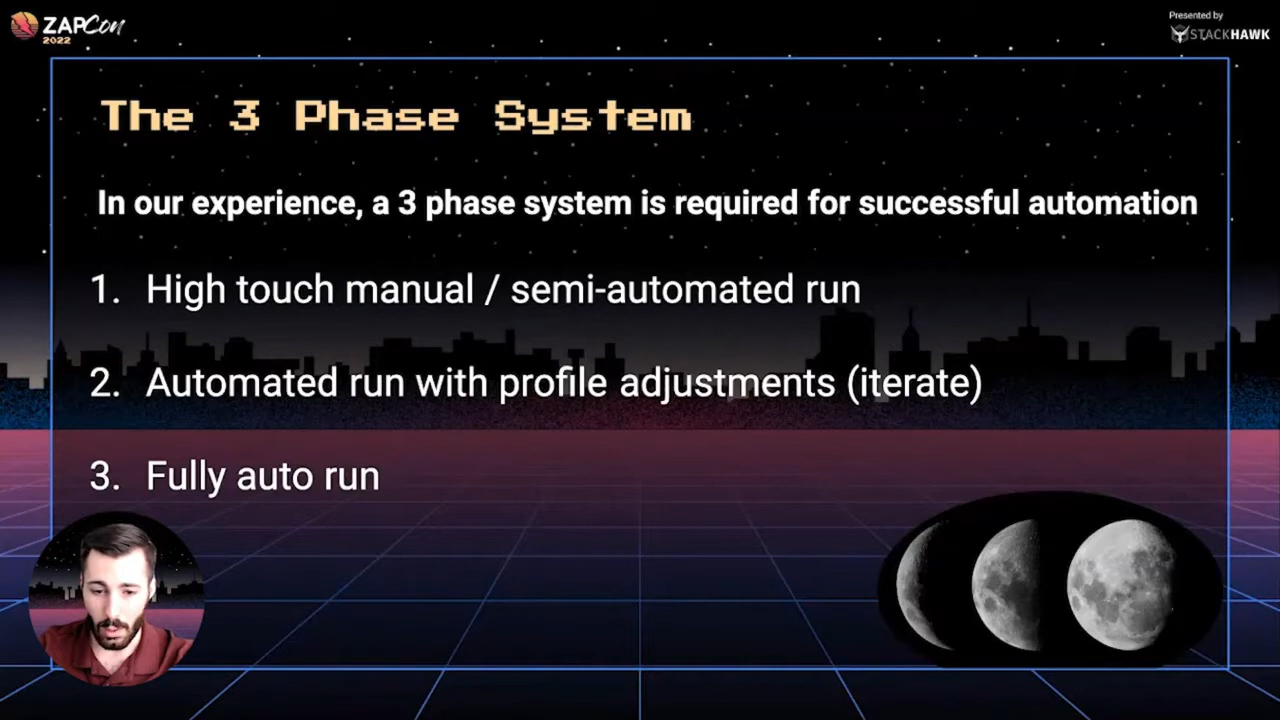 ZAPCon
2022
Presented by
STACKHAWK
The 3 Phase System
In our experience, a 3 phase system is required for successful automation
1. High touch manual / semi-automated run
2. Automated run with profile adjustments (iterate)
3. Fully auto run